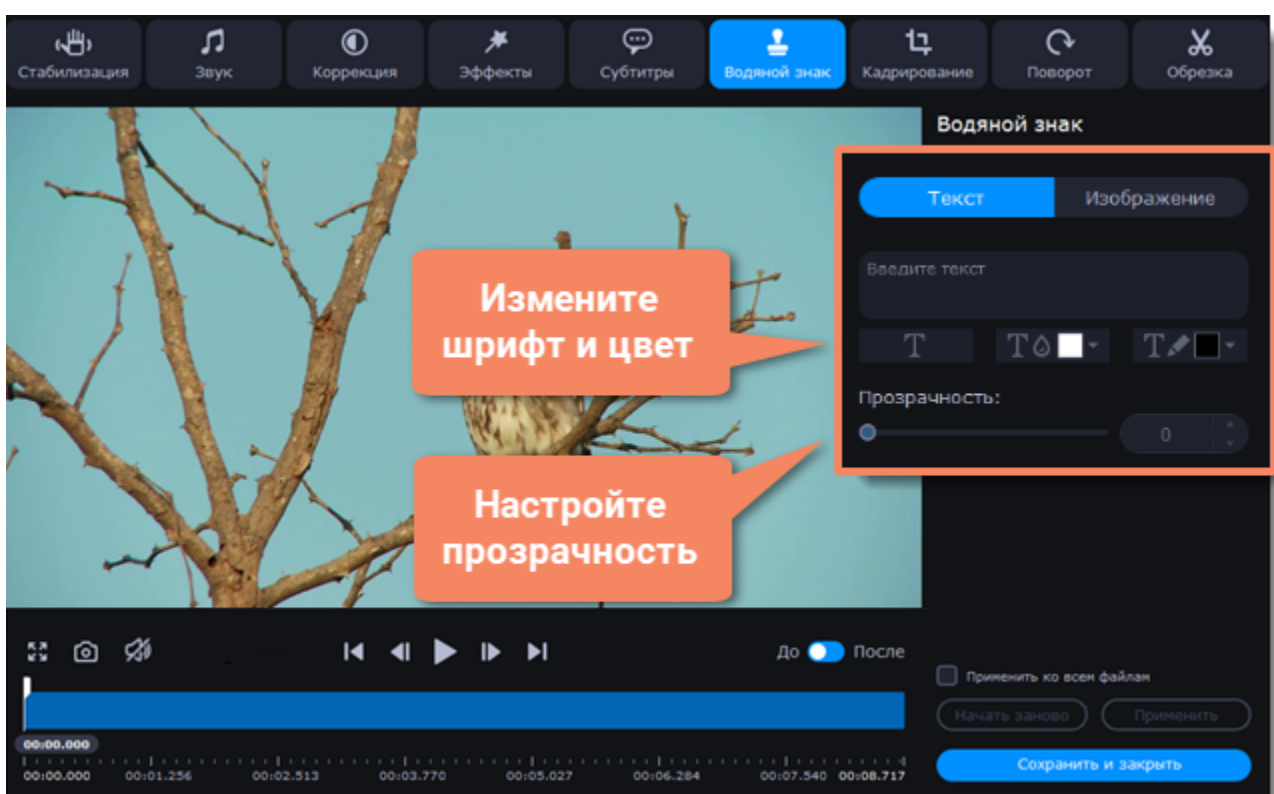 Стабилизация
Звук
Коррекция
Эффекты
Субтитры
Водяной знак
Кадрирование
Поворот
Обрезка
Водяной знак
Текст
Изображение
Введите текст
Измените
шрифт и цвет
T
T
T
Прозрачность:
0
Настройте
прозрачность
До
После
Применить ко всем файлам
Начать заново
Применить
00:00.000
00:00.000
00:01.256
00:02.513
00:03.770
00:05.027
00:06.284
00:07.540
00:08.717
Сохранить и закрыть